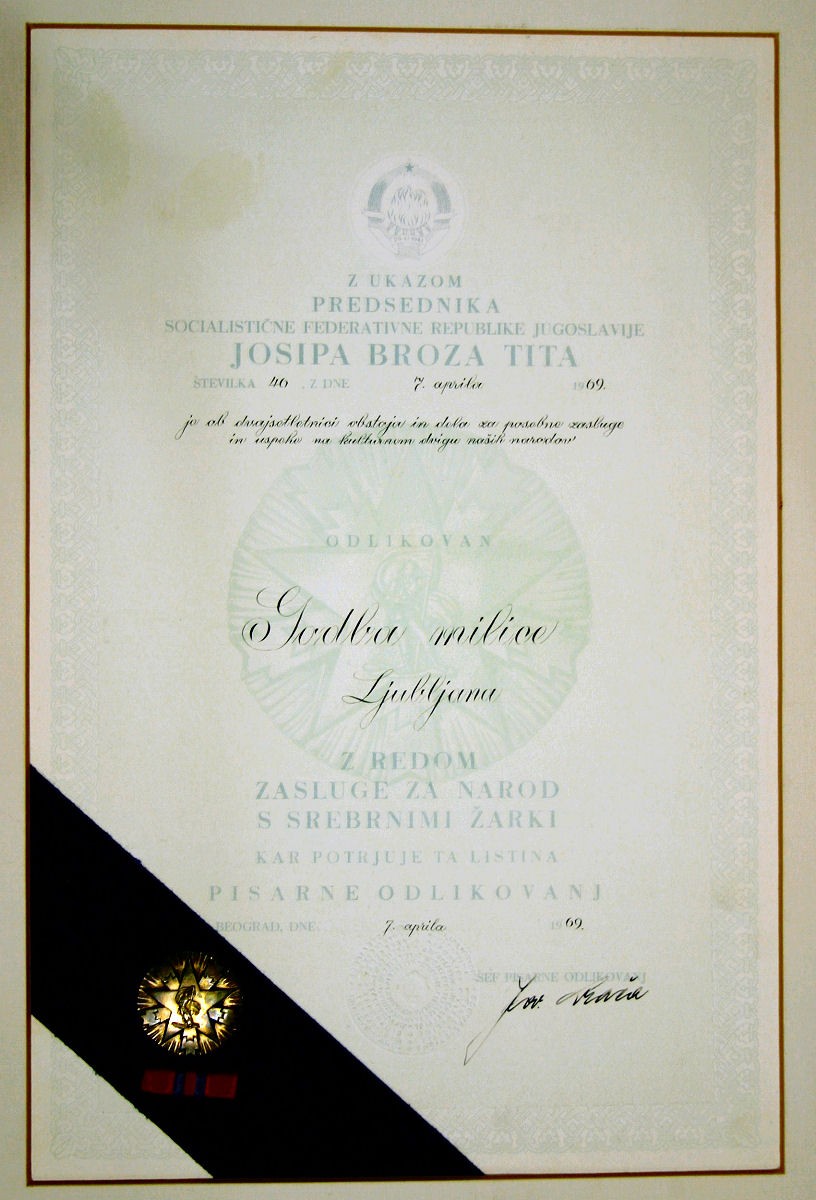 Z UKAZOM
PREDSEDNIKA
SOCIALISTIČNE FEDERATIVNE REPUBLIKE JUGOSLAVIJE
JOSIPA BROZA TITA
ŠTEVILKA 46 , Z DNE 7. aprila 1969.
je ob dvajsetletnici obstoja in dela za posebne zasluge
in uspehe na kulturnem dvigu naših narodov
ODLIKOVAN
Godba milice
Ljubljana
Z REDOM
ZASLUGE ZA NAROD
S SREBRNIMI ŽARKI
KAR POTRJUJE TA LISTINA
PISARNE ODLIKOVANJ
BEOGRAD, DNE 7. aprila 1969.
ŠEF PISARNE ODLIKOVANJ